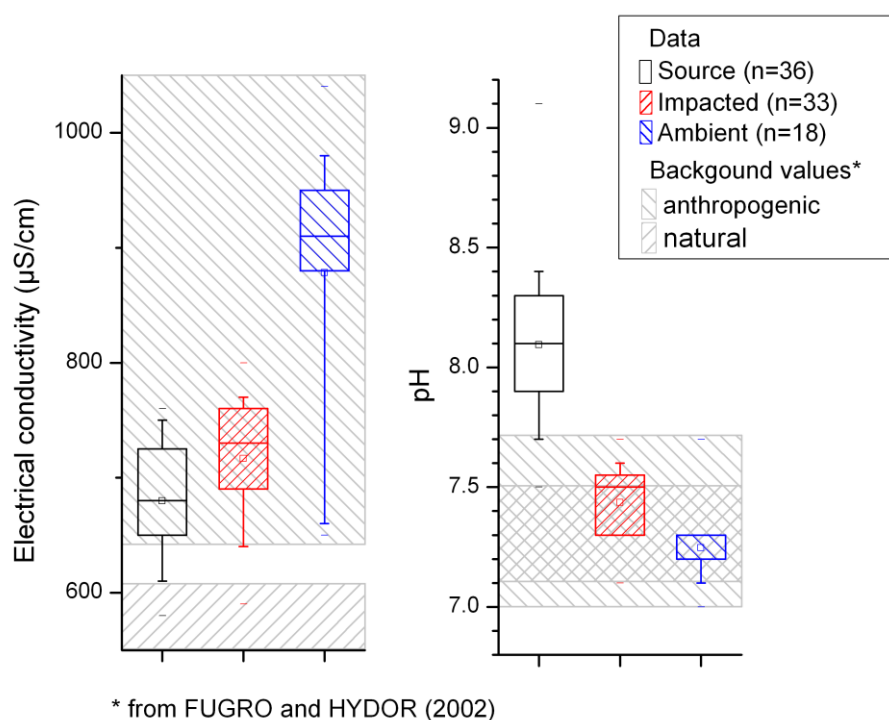 Data
Source (n=36)
Impacted (n=33)
Ambient (n=18)
Backgound values*
anthropogenic
natural
Electrical conductivity (µS/cm)
1000
800
600
pH
9.0
8.5
8.0
7.5
7.0
* from FUGRO and HYDOR (2002)